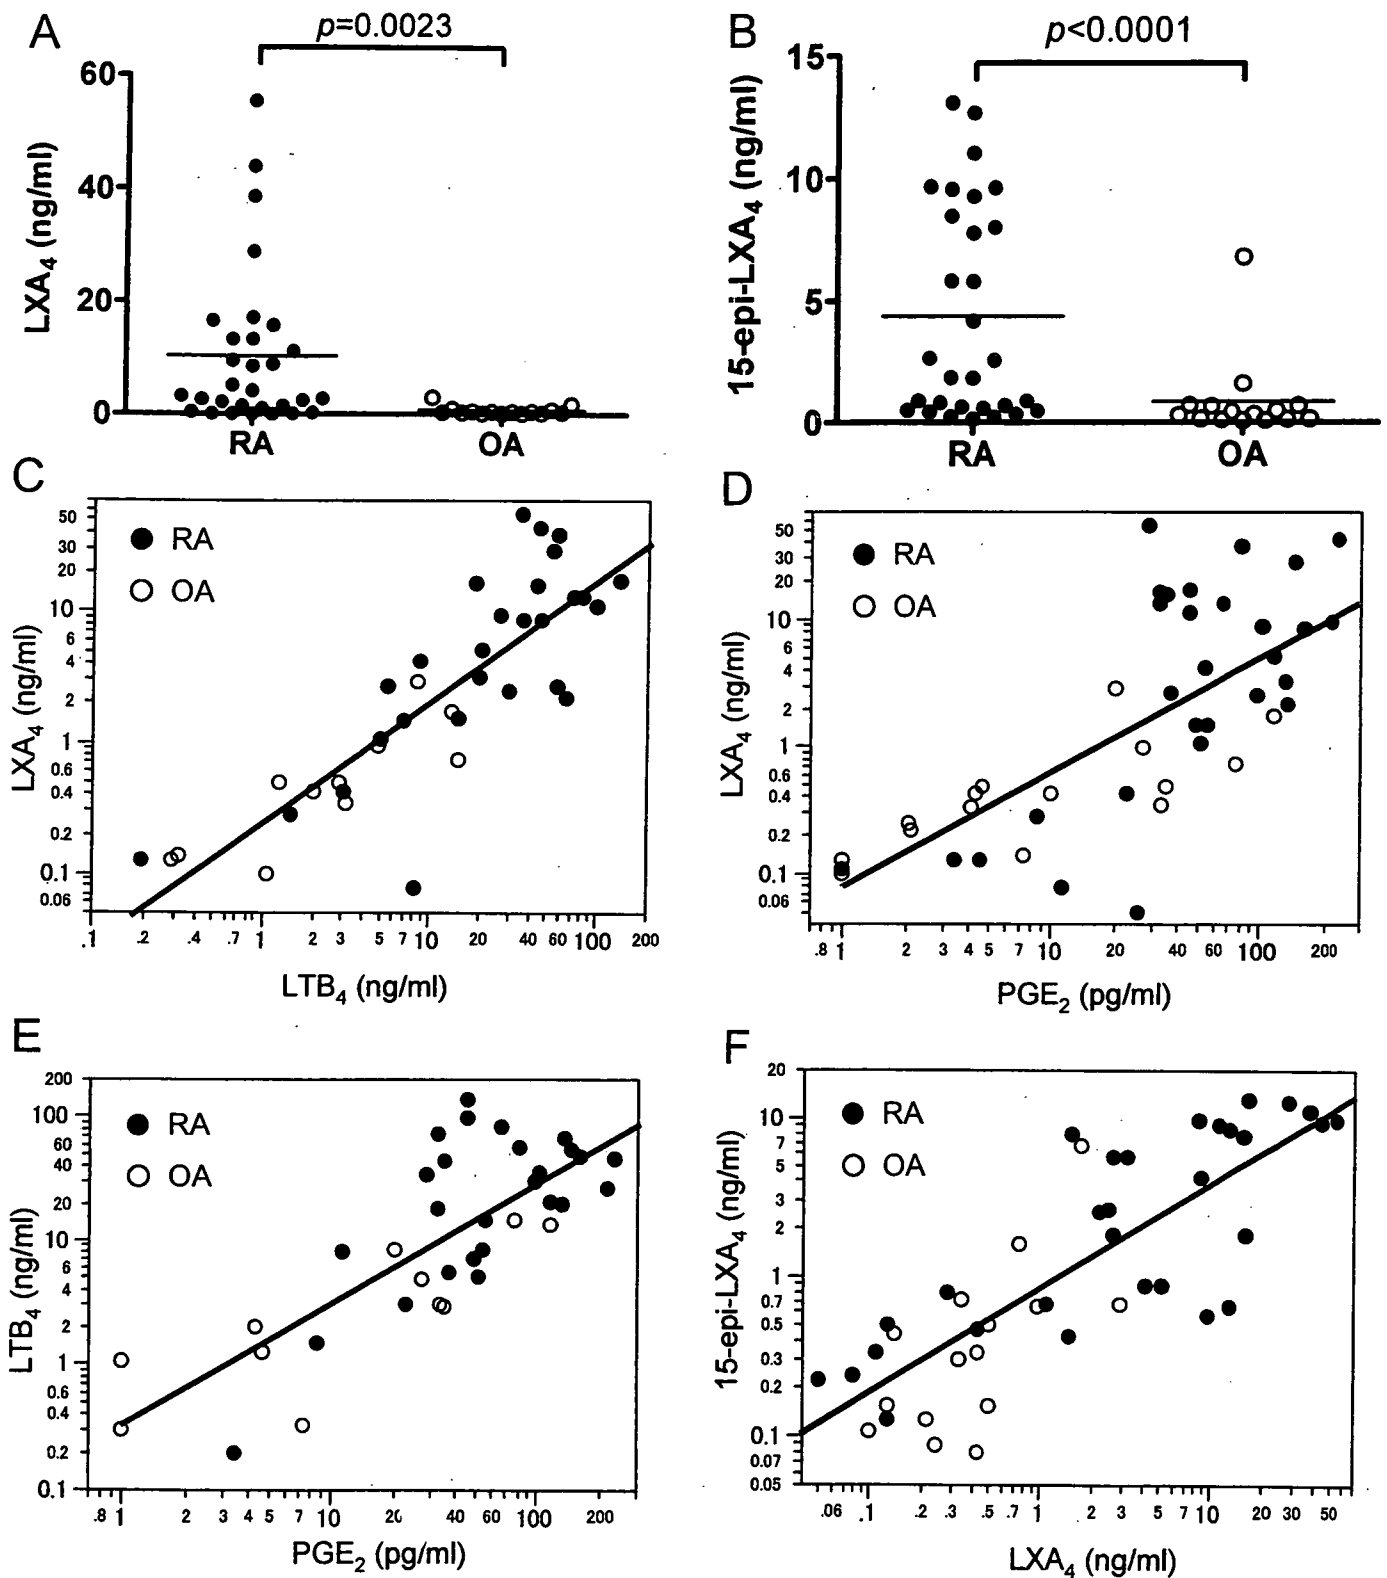 A
p=0.0023
60
40
20
0
LXA4 (ng/ml)
RA
OA
B
p<0.0001
15
10
5
0
15-epi-LXA4 (ng/ml)
RA
OA
C
RA
OA
50
30
20
10
6
4
2
1
0.6
0.4
0.2
0.1
0.06
LXA4 (ng/ml)
.1 .2 .4 .7 1 2 3 5 7 10 20 40 60 100 200
LTB4 (ng/ml)
D
RA
OA
50
30
20
10
6
4
2
1
0.6
0.4
0.2
0.1
0.06
LXA4 (ng/ml)
.8 1 2 3 4 5 10 20 40 60 100 200
PGE2 (pg/ml)
E
RA
OA
200
100
60
40
20
10
6
4
2
1
0.6
0.4
0.2
0.1
LTB4 (ng/ml)
.8 1 2 3 4 5 10 20 40 60 100 200
PGE2 (pg/ml)
F
RA
OA
20
10
7
5
3
2
1
0.7
0.5
0.3
0.2
0.1
0.07
0.05
15-epi-LXA4 (ng/ml)
.06 .1 .2 .3 .5 .7 1 2 3 5 7 10 20 30 50
LXA4 (ng/ml)